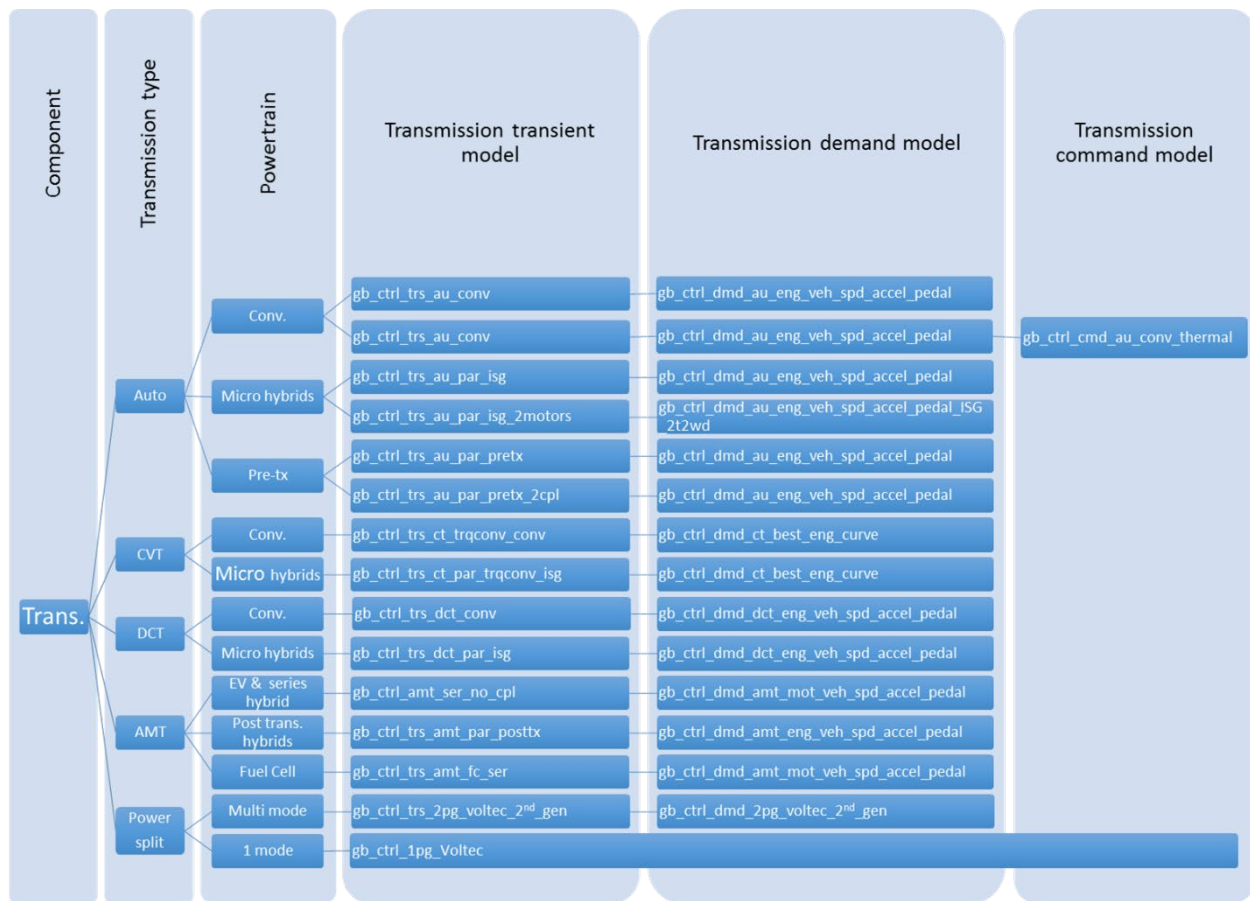 Component
Transmission type
Powertrain
Transmission transient
model
Transmission demand model
Transmission
command model
Trans.
Auto
Conv.
gb_ctrl_trs_au_conv
gb_ctrl_dmd_au_eng_veh_spd_accel_pedal
gb_ctrl_trs_au_conv
gb_ctrl_dmd_au_eng_veh_spd_accel_pedal
gb_ctrl_cmd_au_conv_thermal
Micro hybrids
gb_ctrl_trs_au_par_isg
gb_ctrl_dmd_au_eng_veh_spd_accel_pedal
gb_ctrl_trs_au_par_isg_2motors
gb_ctrl_dmd_au_eng_veh_spd_accel_pedal_ISG
_2t2wd
Pre-tx
gb_ctrl_trs_au_par_pretx
gb_ctrl_dmd_au_eng_veh_spd_accel_pedal
gb_ctrl_trs_au_par_pretx_2cpl
gb_ctrl_dmd_au_eng_veh_spd_accel_pedal
CVT
Conv.
gb_ctrl_trs_ct_trqconv_conv
gb_ctrl_dmd_ct_best_eng_curve
Micro hybrids
gb_ctrl_trs_ct_par_trqconv_isg
gb_ctrl_dmd_ct_best_eng_curve
DCT
Conv.
gb_ctrl_trs_dct_conv
gb_ctrl_dmd_dct_eng_veh_spd_accel_pedal
Micro hybrids
gb_ctrl_trs_dct_par_isg
gb_ctrl_dmd_dct_eng_veh_spd_accel_pedal
AMT
EV & series
hybrid
gb_ctrl_amt_ser_no_cpl
gb_ctrl_dmd_amt_mot_veh_spd_accel_pedal
Post trans.
hybrids
gb_ctrl_trs_amt_par_posttx
gb_ctrl_dmd_amt_eng_veh_spd_accel_pedal
Fuel Cell
gb_ctrl_trs_amt_fc_ser
gb_ctrl_dmd_amt_mot_veh_spd_accel_pedal
Power
split
Multi mode
gb_ctrl_trs_2pg_voltec_2nd_gen
gb_ctrl_dmd_2pg_voltec_2nd_gen
1 mode
gb_ctrl_1pg_Voltec